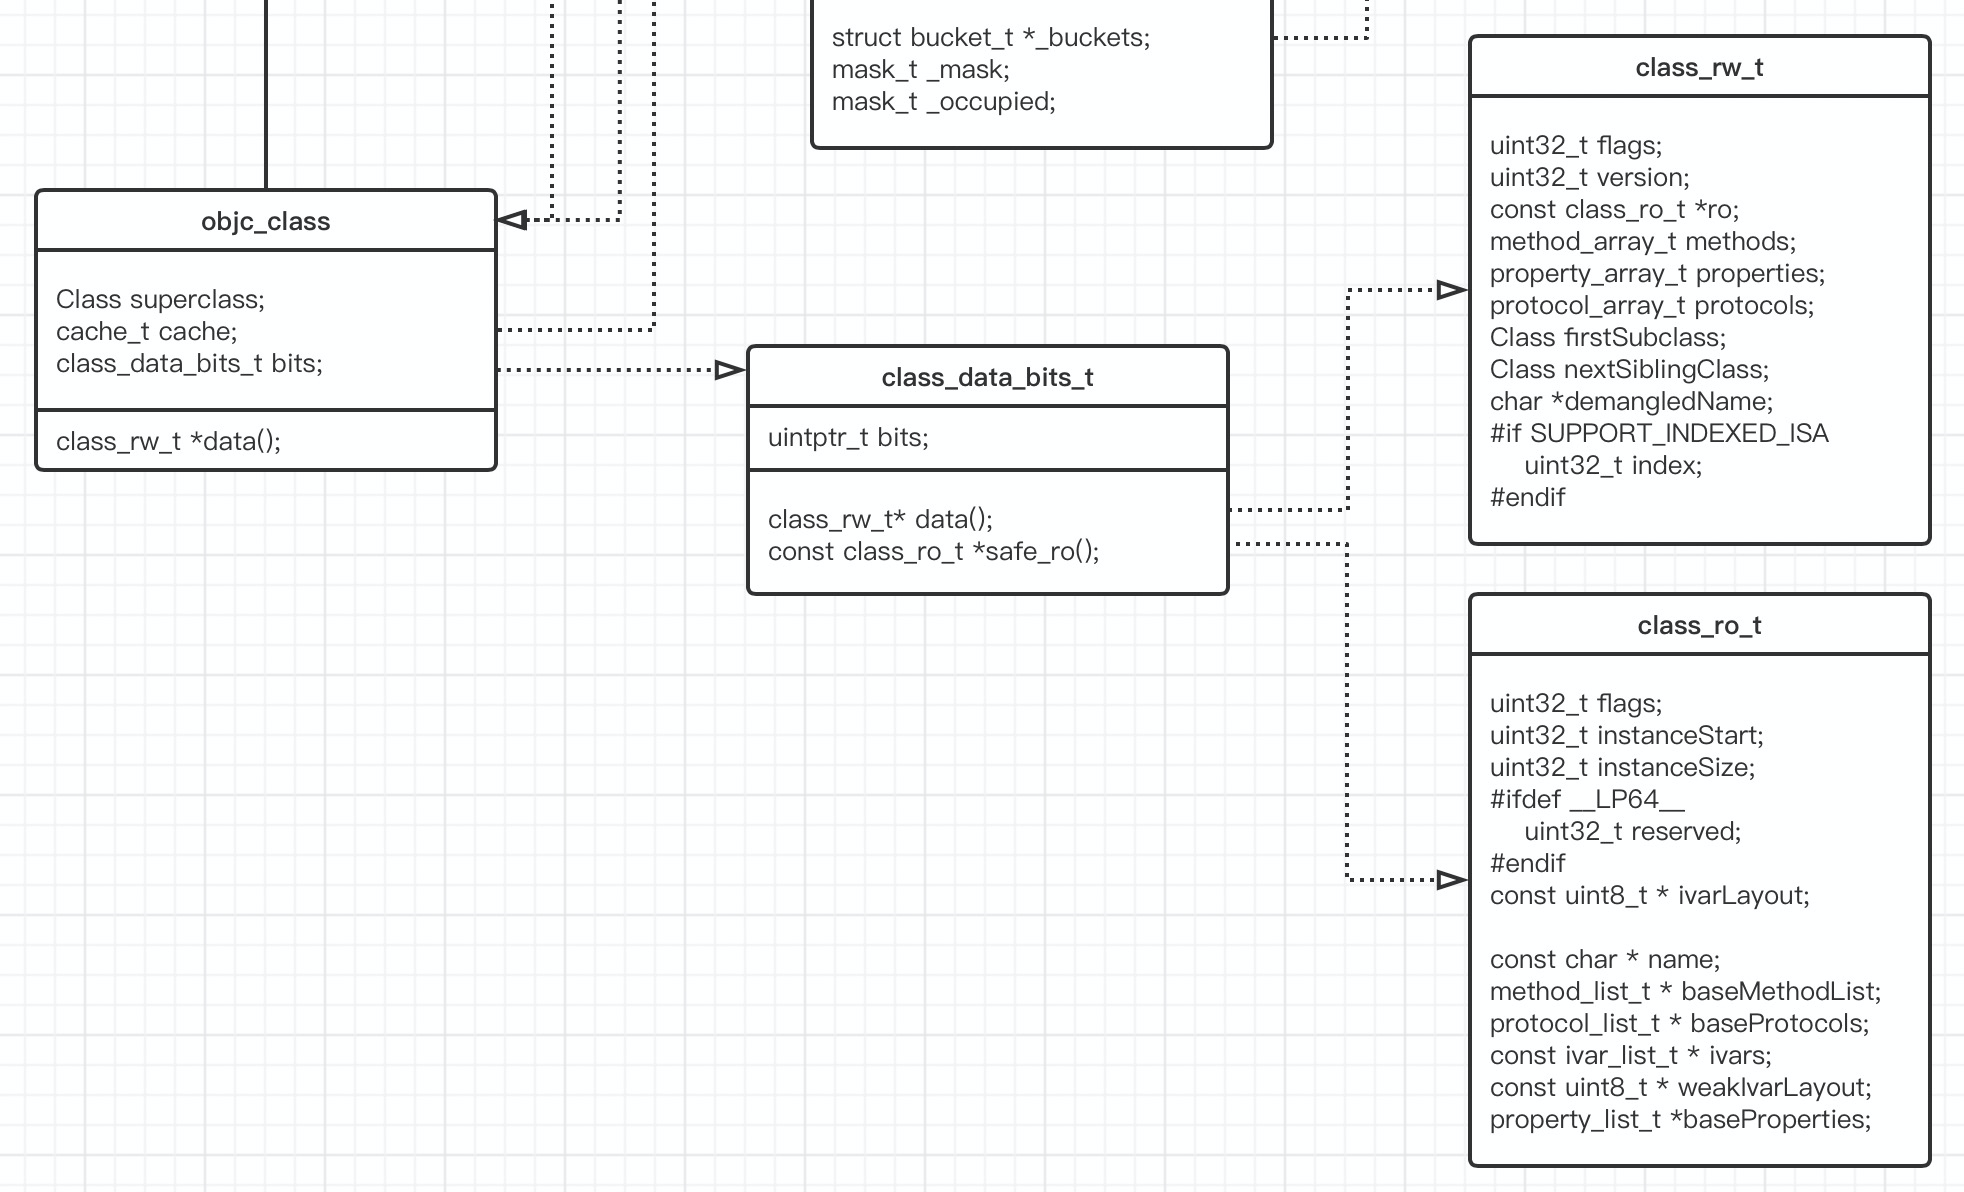 struct bucket_t *_buckets;
mask_t _mask;
mask_t _occupied;
objc_class
Class superclass;
cache_t cache;
class_data_bits_t bits;
class_rw_t *data();
class_data_bits_t
uintptr_t bits;
class_rw_t* data();
const class_ro_t *safe_ro();
class_rw_t
uint32_t flags;
uint32_t version;
const class_ro_t *ro;
method_array_t methods;
property_array_t properties;
protocol_array_t protocols;
Class firstSubclass;
Class nextSiblingClass;
char *demangledName;
#if SUPPORT_INDEXED_ISA
uint32_t index;
#endif
class_ro_t
uint32_t flags;
uint32_t instanceStart;
uint32_t instanceSize;
#ifdef __LP64__
uint32_t reserved;
#endif
const uint8_t * ivarLayout;
const char * name;
method_list_t * baseMethodList;
protocol_list_t * baseProtocols;
const ivar_list_t * ivars;
const uint8_t * weakIvarLayout;
property_list_t *baseProperties;